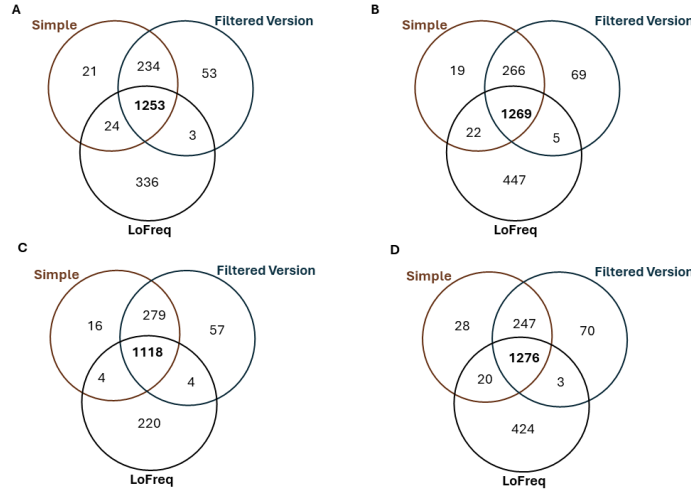 A
Simple
Filtered Version
21
234
53
1253
24
3
336
LoFreq
B
Simple
Filtered Version
19
266
69
1269
22
5
447
LoFreq
C
Simple
Filtered Version
16
279
57
1118
4
4
220
LoFreq
D
Simple
Filtered Version
28
247
70
1276
20
3
424
LoFreq